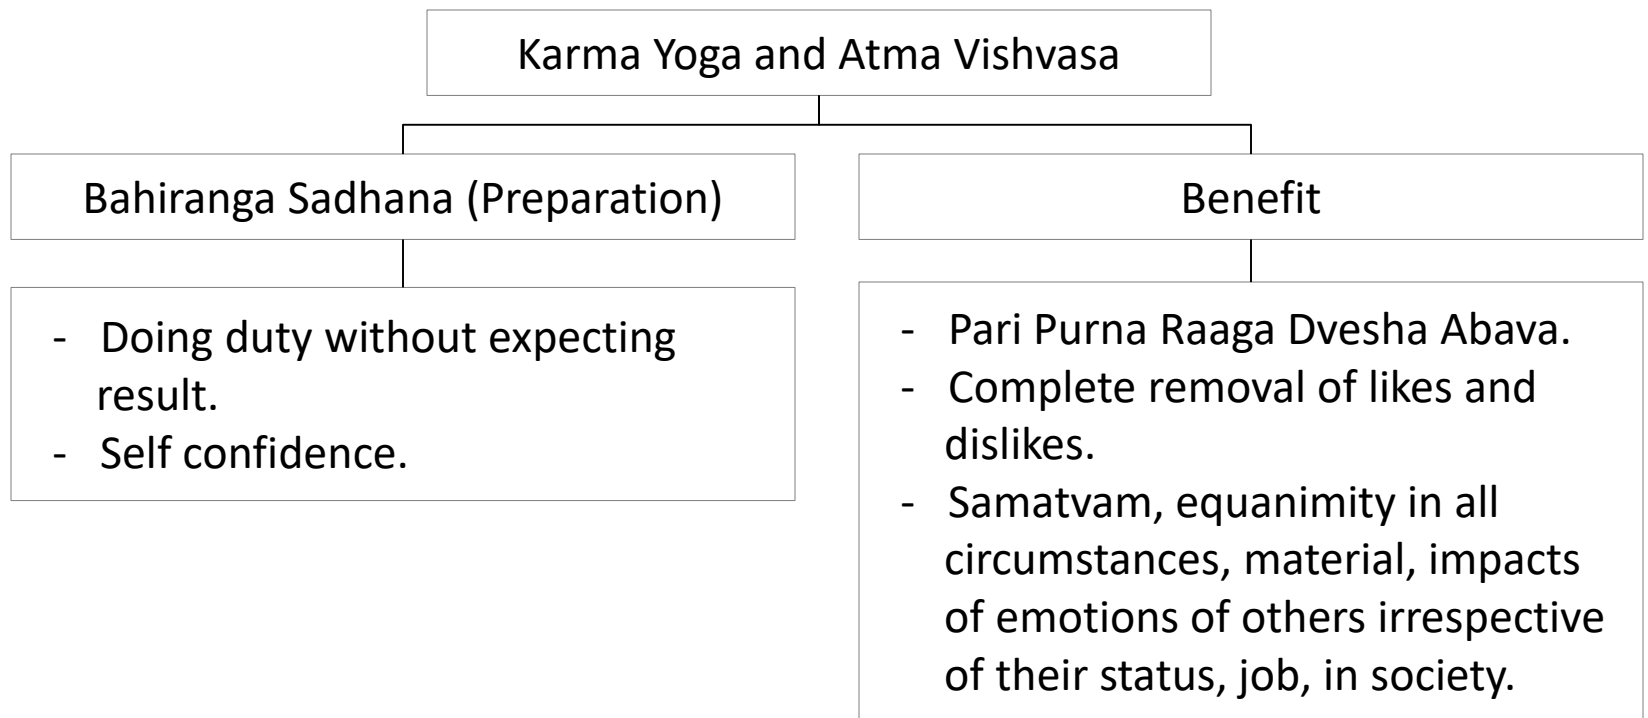 Karma Yoga and Atma Vishvasa
Bahiranga Sadhana (Preparation)
- Doing duty without expecting
result.
- Self confidence.
Benefit
- Pari Purna Raaga Dvesha Abava.
- Complete removal of likes and
dislikes.
- Samatvam, equanimity in all
circumstances, material, impacts
of emotions of others irrespective
of their status, job, in society.